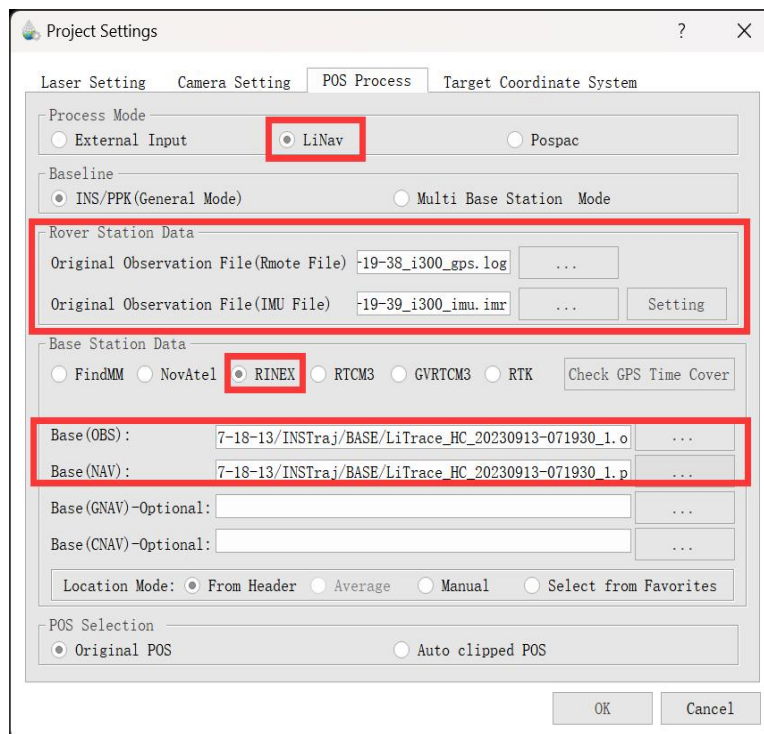 Project Settings ? X
Laser Setting Camera Setting POS Process Target Coordinate System
Process Mode
External Input LiNav Pospac
Baseline
INS/PPK(General Mode) Multi Base Station Mode
Rover Station Data
Original Observation File(Rmote File) -19-38_i300_gps.log ...
Original Observation File(IMU File) -19-39_i300_imu.imr ... Setting
Base Station Data
FindMM NovAtel RINEX RTCM3 GVRTCM3 RTK Check GPS Time Cover
Base(OBS): 7-18-13/INSTraj/BASE/LiTrace_HC_20230913-071930_1.o ...
Base(NAV): 7-18-13/INSTraj/BASE/LiTrace_HC_20230913-071930_1.p ...
Base(GNAV)-Optional: ...
Base(CNAV)-Optional: ...
Location Mode: From Header Average Manual Select from Favorites
POS Selection
Original POS Auto clipped POS
OK Cancel